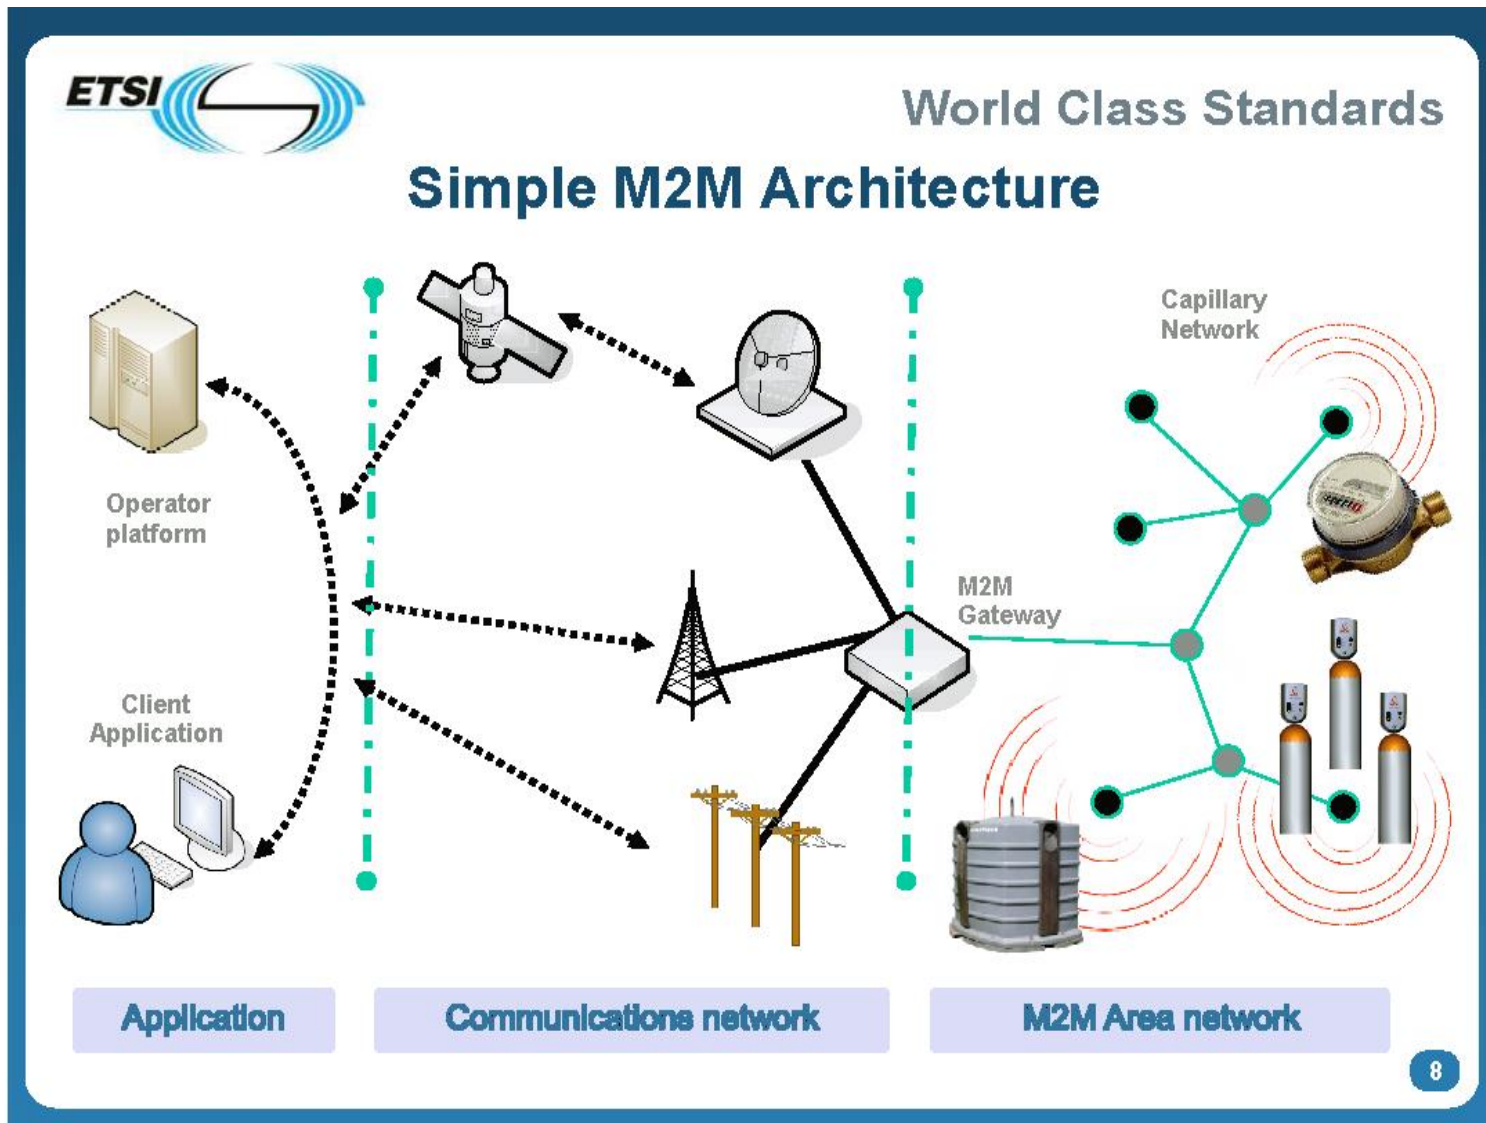 ETSI
World Class Standards
Simple M2M Architecture
Capillary
Network
Operator
platform
M2M
Gateway
Client
Application
Application
Communications network
M2M Area network
8